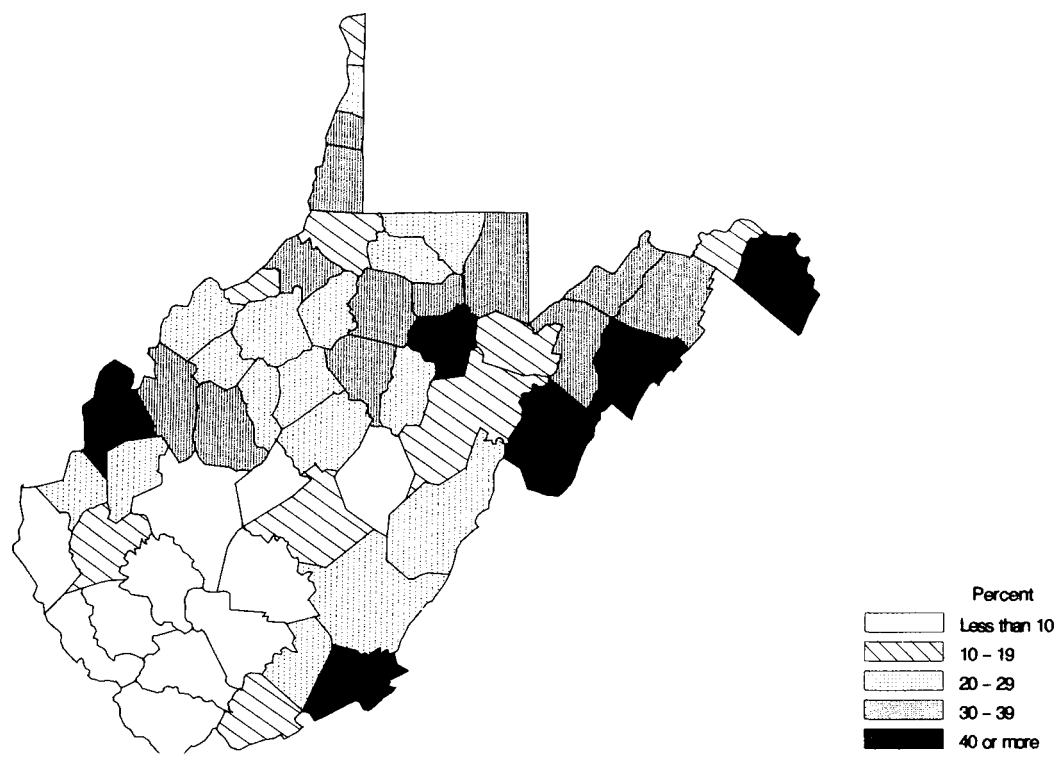 Percent
Less than 10
10 – 19
20 – 29
30 – 39
40 or more